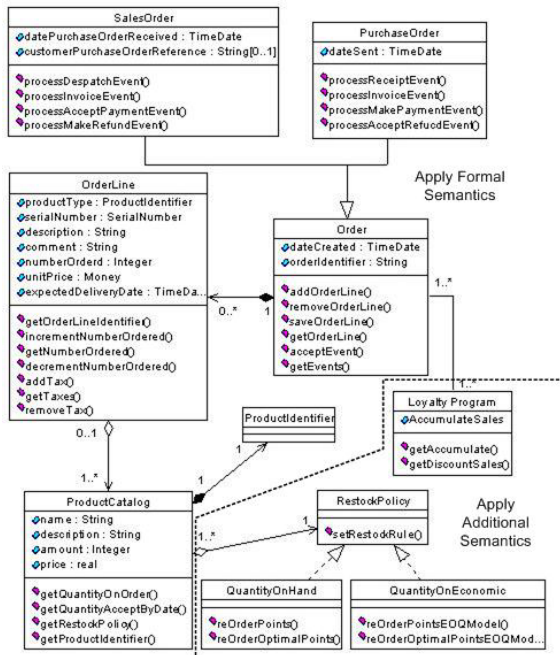 SalesOrder
datePurchaseOrderReceived : TimeDate
customerPurchaseOrderReference : String[0..1]
processDespatchEvent()
processInvoiceEvent()
processAcceptPaymentEvent()
processMakeRefundEvent()
PurchaseOrder
dateSent : TimeDate
processReceiptEvent()
processInvoiceEvent()
processMakePaymentEvent()
processAcceptRefucdEvent()
Apply Formal
Semantics
OrderLine
productType : ProductIdentifier
serialNumber : SerialNumber
description : String
comment : String
numberOrderd : Integer
unitPrice : Money
expectedDeliveryDate : TimeDa...
getOrderLineIdentifier()
incrementNumberOrdered()
getNumberOrdered()
decrementNumberOrdered()
addTax()
getTaxes()
removeTax()
Order
dateCreated : TimeDate
orderIdentifier : String
addOrderLine()
removeOrderLine()
saveOrderLine()
getOrderLine()
acceptEvent()
getEvents()
0..*
1
1..*
1..*
Loyalty Program
AccumulateSales
getAccumulate()
getDiscountSales()
ProductIdentifier
0..1
1..*
1
1
ProductCatalog
name : String
description : String
amount : Integer
price : real
getQuantityOnOrder()
getQuantityAcceptByDate()
getRestockPolicy()
getProductIdentifier()
1..*
1
RestockPolicy
setRestockRule()
Apply
Additional
Semantics
QuantityOnHand
reOrderPoints()
reOrderOptimalPoints()
QuantityOnEconomic
reOrderPointsEOQModel()
reOrderOptimalPointsEOQMod...